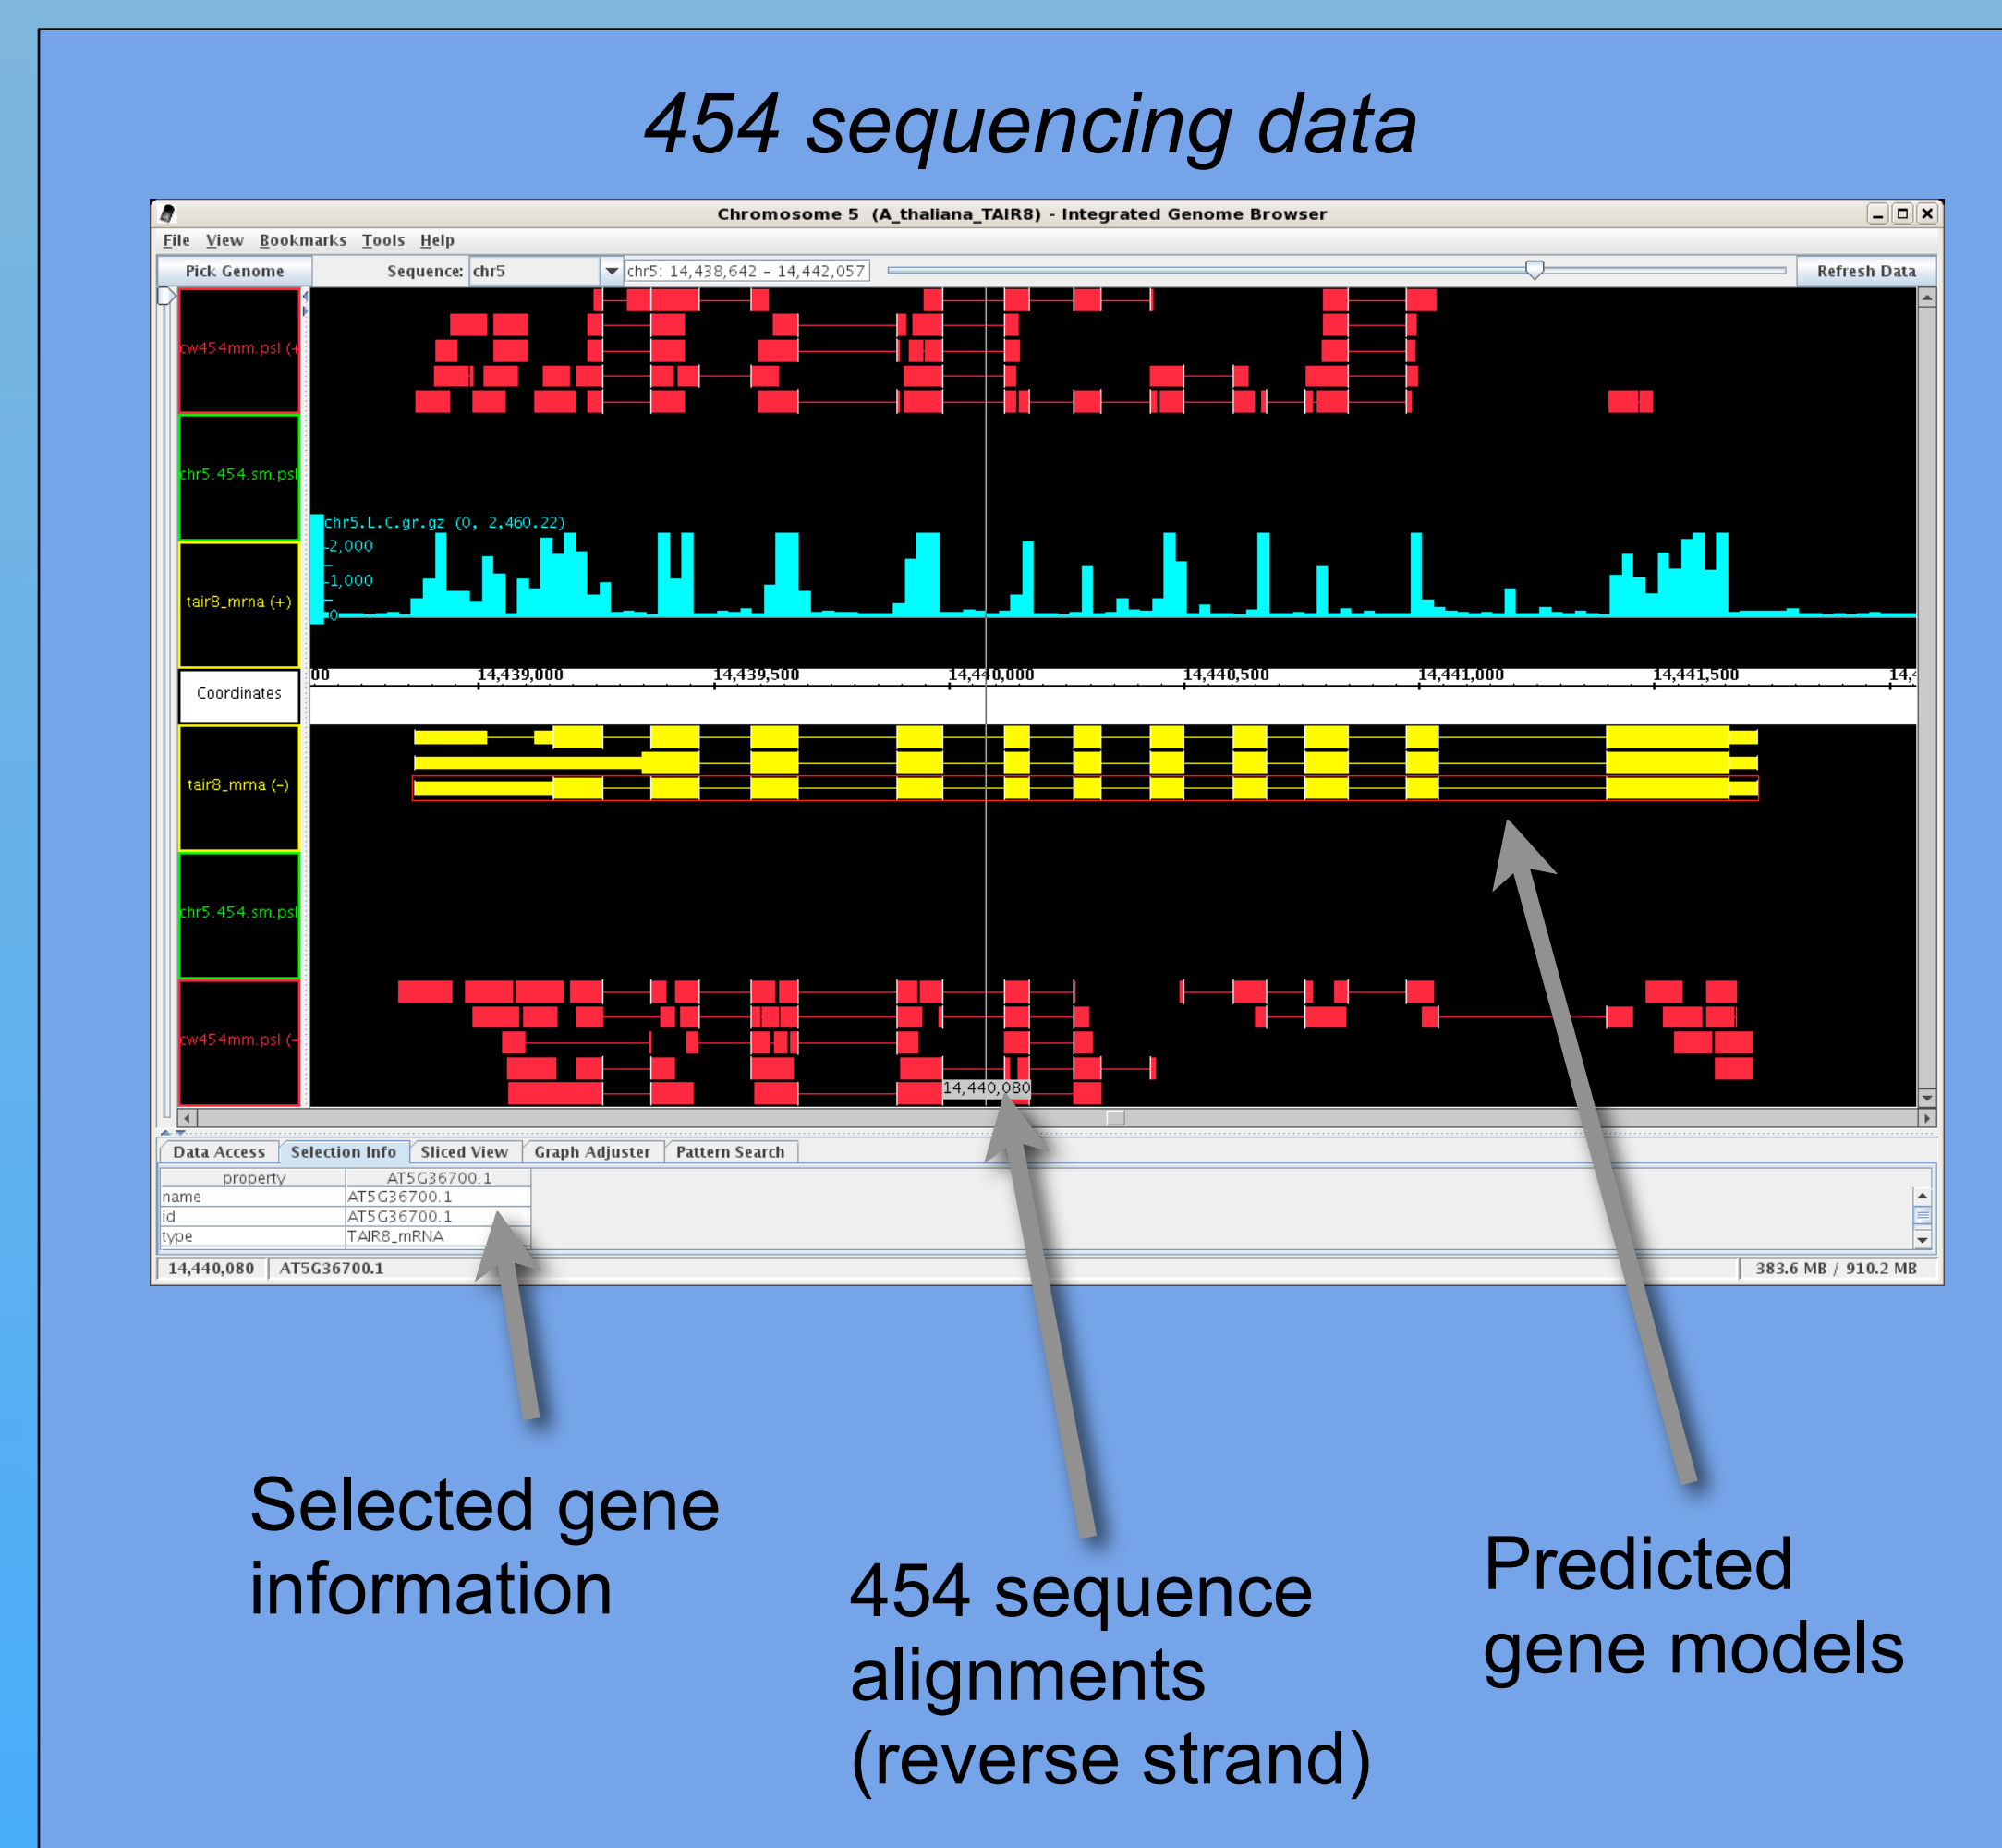 454 sequencing data
Chromosome 5 (A_thaliana_TAIR8) - Integrated Genome Browser
File View Bookmarks Tools Help
Pick Genome Sequence: chr5 chr5: 14,438,642 – 14,442,057 Refresh Data
cw454mm.psl (+
chr5.454.sm.psl
chr5.L.C.gr.gz (0, 2,460.22)
2,000
1,000
0
tair8_mrna (+)
00 14,439,000 14,439,500 14,440,000 14,440,500 14,441,000 14,441,500 14,4
Coordinates
tair8_mrna (–)
chr5.454.sm.psl
cw454mm.psl (–
14,440,080
Data Access Selection Info Sliced View Graph Adjuster Pattern Search
property AT5G36700.1
name AT5G36700.1
id AT5G36700.1
type TAIR8_mRNA
14,440,080 AT5G36700.1 383.6 MB / 910.2 MB
Selected gene
information
454 sequence
alignments
(reverse strand)
Predicted
gene models